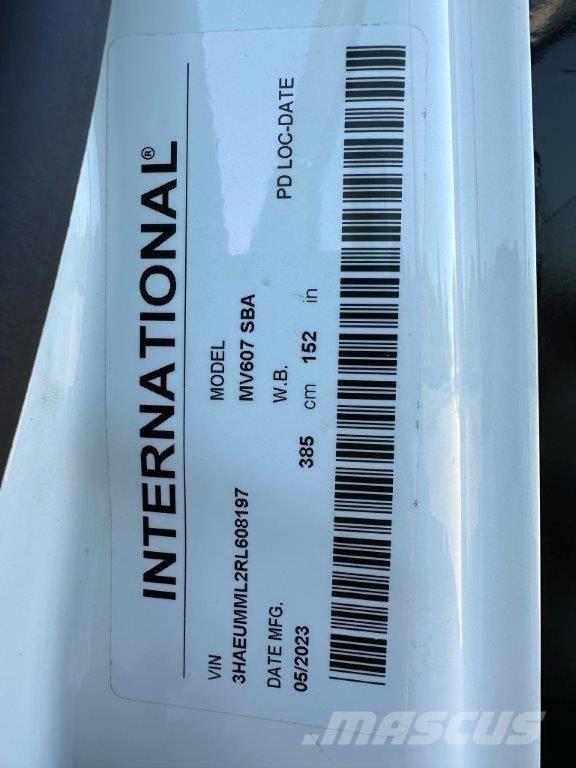 INTERNATIONAL®
VIN MODEL
3HAEUMML2RL608197 MV607 SBA
DATE MFG. W.B. PD LOC-DATE
05/2023 385 cm 152 in
MASCUS